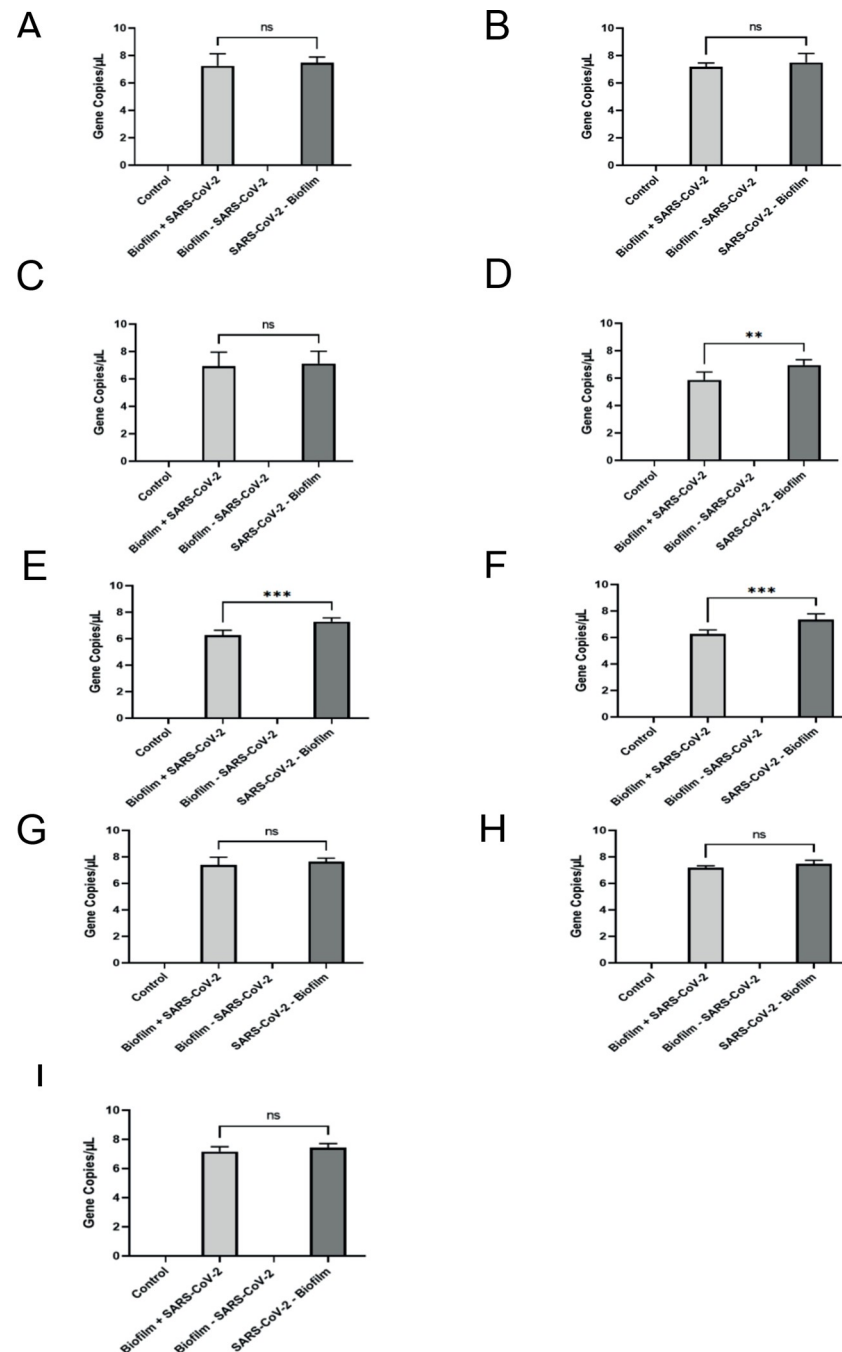 A
ns
Gene Copies/µL
10
8
6
4
2
0
Control
Biofilm + SARS-CoV-2
Biofilm - SARS-CoV-2
SARS-CoV-2 - Biofilm
B
ns
Gene Copies/µL
10
8
6
4
2
0
Control
Biofilm + SARS-CoV-2
Biofilm - SARS-CoV-2
SARS-CoV-2 - Biofilm
C
ns
Gene Copies/µL
10
8
6
4
2
0
Control
Biofilm + SARS-CoV-2
Biofilm - SARS-CoV-2
SARS-CoV-2 - Biofilm
D
**
Gene Copies/µL
10
8
6
4
2
0
Control
Biofilm + SARS-CoV-2
Biofilm - SARS-CoV-2
SARS-CoV-2 - Biofilm
E
***
Gene Copies/µL
10
8
6
4
2
0
Control
Biofilm + SARS-CoV-2
Biofilm - SARS-CoV-2
SARS-CoV-2 - Biofilm
F
***
Gene Copies/µL
10
8
6
4
2
0
Control
Biofilm + SARS-CoV-2
Biofilm - SARS-CoV-2
SARS-CoV-2 - Biofilm
G
ns
Gene Copies/µL
10
8
6
4
2
0
Control
Biofilm + SARS-CoV-2
Biofilm - SARS-CoV-2
SARS-CoV-2 - Biofilm
H
ns
Gene Copies/µL
10
8
6
4
2
0
Control
Biofilm + SARS-CoV-2
Biofilm - SARS-CoV-2
SARS-CoV-2 - Biofilm
I
ns
Gene Copies/µL
10
8
6
4
2
0
Control
Biofilm + SARS-CoV-2
Biofilm - SARS-CoV-2
SARS-CoV-2 - Biofilm